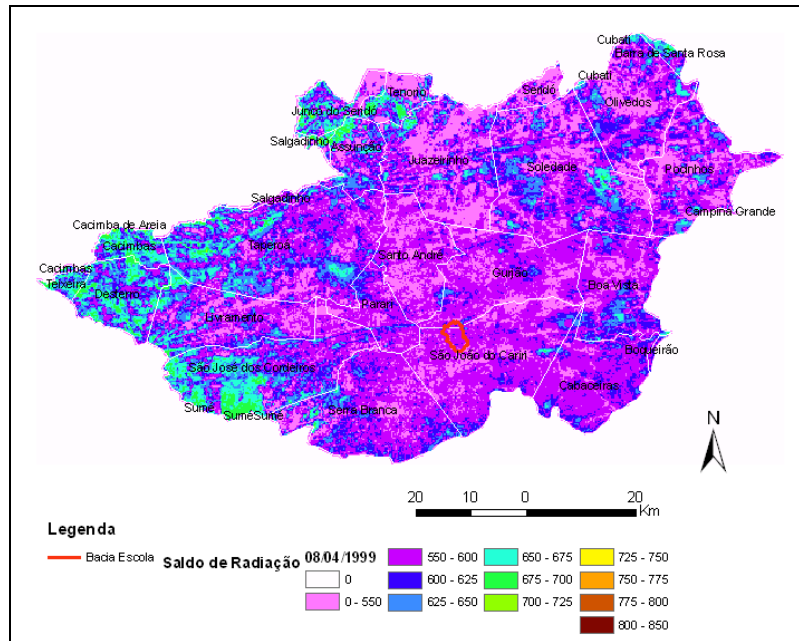 Cubati
Barra de Santa Rosa
Cubati
Tenorio
Seridó
Olivedos
Junco do Seridó
Salgadinho
Assunção
Juazeirinho
Soledade
Pocinhos
Salgadinho
Campina Grande
Cacimba de Areia
Cacimbas
Taperoá
Santo André
Gurjão
Cacimbas
Teixeira
Desterro
Boa Vista
Parari
Livramento
São João do Cariri
Boqueirão
São José dos Cordeiros
Cabaceiras
Sumé
SuméSumé
Serra Branca
N
20 10 0 20
Km
Legenda
Bacia Escola
Saldo de Radiação 08/04/1999
0
0 - 550
550 - 600
600 - 625
625 - 650
650 - 675
675 - 700
700 - 725
725 - 750
750 - 775
775 - 800
800 - 850